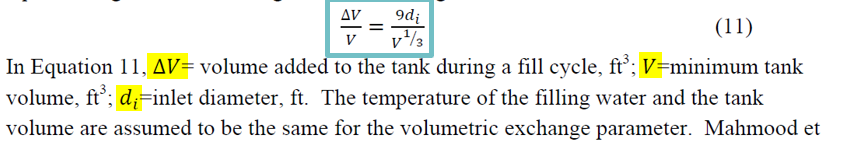 ΔV/V = 9dᵢ/V^1/3 (11)
In Equation 11, ΔV= volume added to the tank during a fill cycle, ft³; V=minimum tank
volume, ft³; dᵢ=inlet diameter, ft. The temperature of the filling water and the tank
volume are assumed to be the same for the volumetric exchange parameter. Mahmood et